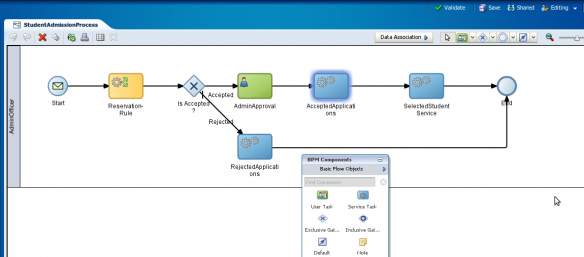 Validate Save Shared Editing
StudentAdmissionProcess
Data Association
AdminOfficer
Start
Reservation-
Rule
Is Accepted
?
Accepted
Rejected
AdminApproval
AcceptedApplicati
ons
SelectedStudent
Service
End
RejectedApplicati
ons
BPM Components
Basic Flow Objects
Find Component
User Task Service Task
Exclusive Gat... Inclusive Gat...
Default Note